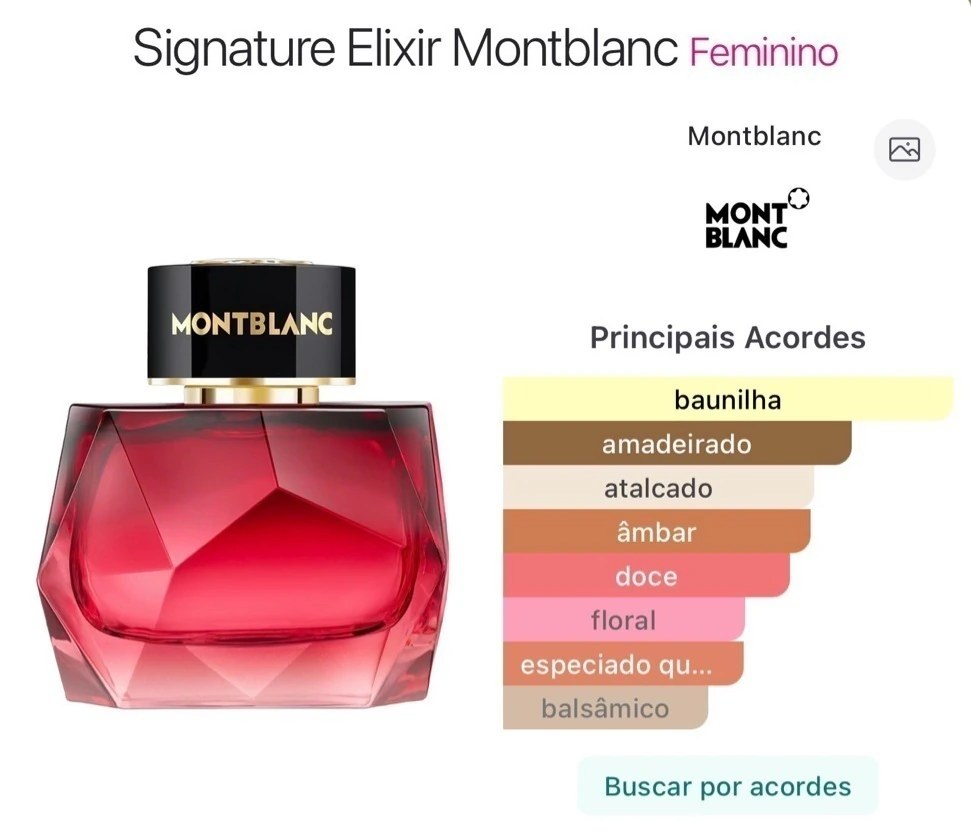 Signature Elixir Montblanc Feminino
Montblanc
MONT
BLANC
MONTBLANC
Principais Acordes
baunilha
amadeirado
atalcado
âmbar
doce
floral
especiado qu...
balsâmico
Buscar por acordes